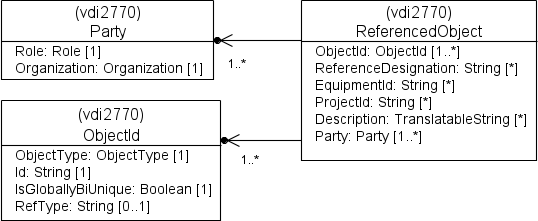 (vdi2770)
Party
Role: Role [1]
Organization: Organization [1]
1..*
(vdi2770)
ReferencedObject
ObjectId: ObjectId [1..*]
ReferenceDesignation: String [*]
EquipmentId: String [*]
ProjectId: String [*]
Description: TranslatableString [*]
Party: Party [1..*]
(vdi2770)
ObjectId
ObjectType: ObjectType [1]
Id: String [1]
IsGloballyBiUnique: Boolean [1]
RefType: String [0..1]
1..*